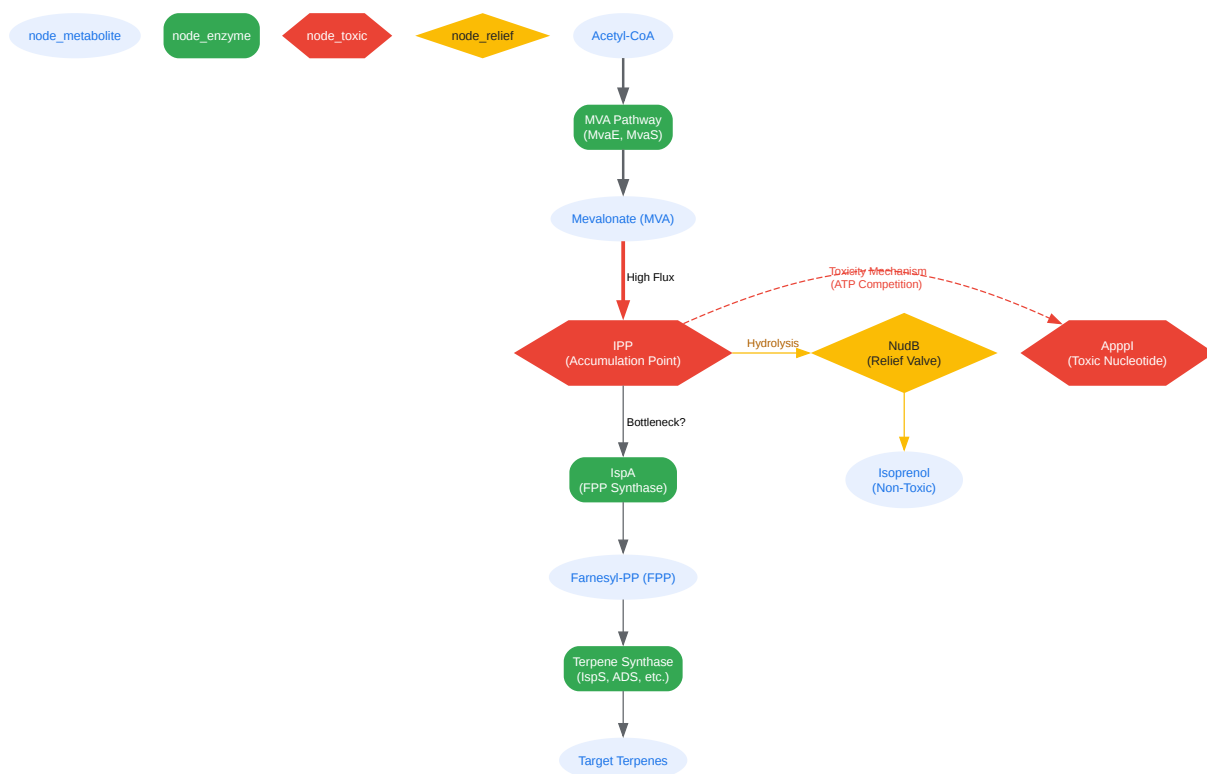 node_metabolite
node_enzyme
node_toxic
node_relief
Acetyl-CoA
MVA Pathway
(MvaE, MvaS)
Mevalonate (MVA)
High Flux
Toxicity Mechanism
(ATP Competition)
IPP
(Accumulation Point)
Hydrolysis
NudB
(Relief Valve)
ApppI
(Toxic Nucleotide)
Bottleneck?
IspA
(FPP Synthase)
Isoprenol
(Non-Toxic)
Farnesyl-PP (FPP)
Terpene Synthase
(IspS, ADS, etc.)
Target Terpenes